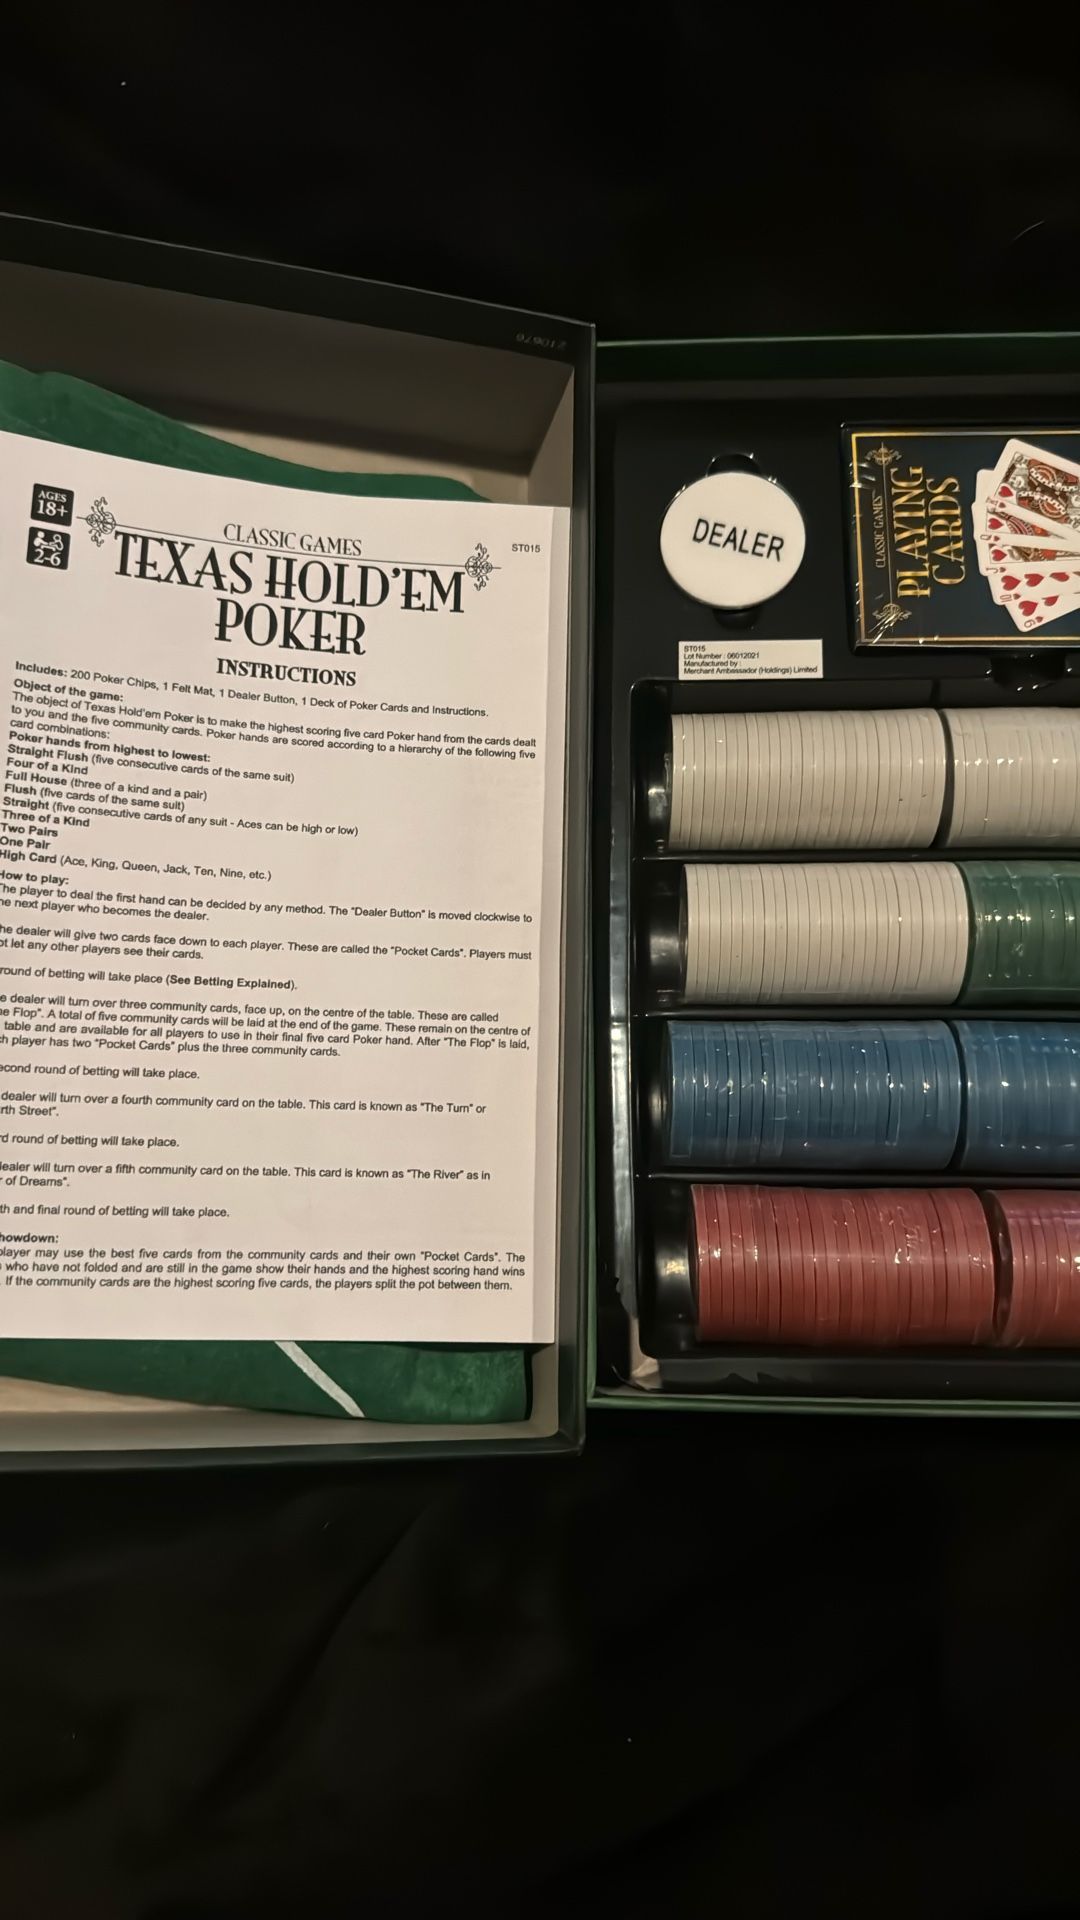 AGES
18+
2-6
CLASSIC GAMES
TEXAS HOLD'EM
POKER
ST015
INSTRUCTIONS
Includes: 200 Poker Chips, 1 Felt Mat, 1 Dealer Button, 1 Deck of Poker Cards and Instructions.
Object of the game:
The object of Texas Hold'em Poker is to make the highest scoring five card Poker hand from the cards dealt
to you and the five community cards. Poker hands are scored according to a hierarchy of the following five
card combinations:
Poker hands from highest to lowest:
Straight Flush (five consecutive cards of the same suit)
Four of a Kind
Full House (three of a kind and a pair)
Flush (five cards of the same suit)
Straight (five consecutive cards of any suit - Aces can be high or low)
Three of a Kind
Two Pairs
One Pair
High Card (Ace, King, Queen, Jack, Ten, Nine, etc.)
How to play:
The player to deal the first hand can be decided by any method. The "Dealer Button" is moved clockwise to
next player who becomes the dealer.
dealer will give two cards face down to each player. These are called the "Pocket Cards". Players must
let any other players see their cards.
round of betting will take place (See Betting Explained).
dealer will turn over three community cards, face up, on the centre of the table. These are called
Flop". A total of five community cards will be laid at the end of the game. These remain on the centre of
table and are available for all players to use in their final five card Poker hand. After "The Flop" is laid,
player has two "Pocket Cards" plus the three community cards.
round of betting will take place.
dealer will turn over a fourth community card on the table. This card is known as "The Turn" or
Street".
round of betting will take place.
will turn over a fifth community card on the table. This card is known as "The River" as in
of Dreams".
and final round of betting will take place.
may use the best five cards from the community cards and their own "Pocket Cards". The
who have not folded and are still in the game show their hands and the highest scoring hand wins
If the community cards are the highest scoring five cards, the players split the pot between them.
DEALER
CLASSIC GAMES
PLAYING
CARDS
ST015
Lot Number : 06012021
Manufactured by :
Merchant Ambassador (Holdings) Limited